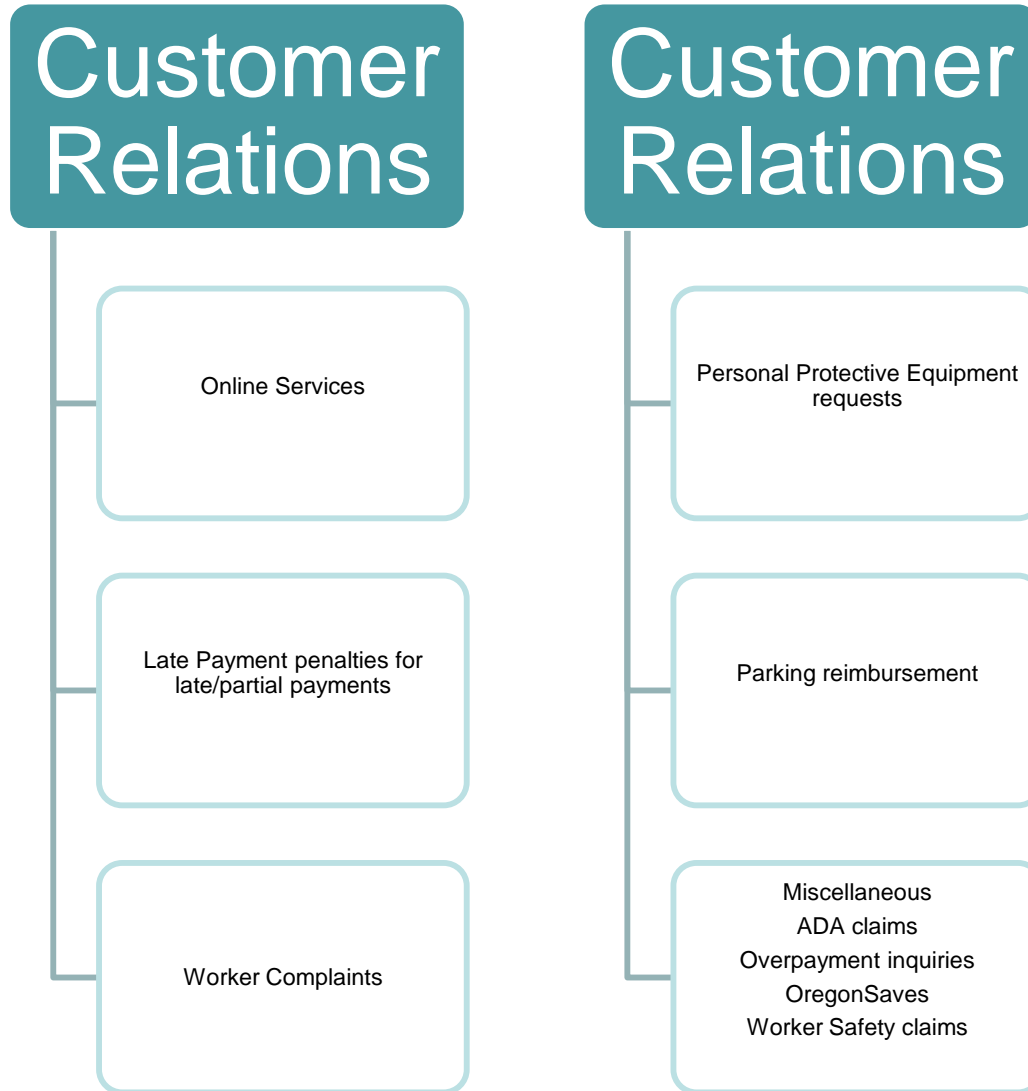 Customer
Relations
Online Services
Late Payment penalties for
late/partial payments
Worker Complaints
Customer
Relations
Personal Protective Equipment
requests
Parking reimbursement
Miscellaneous
ADA claims
Overpayment inquiries
OregonSaves
Worker Safety claims